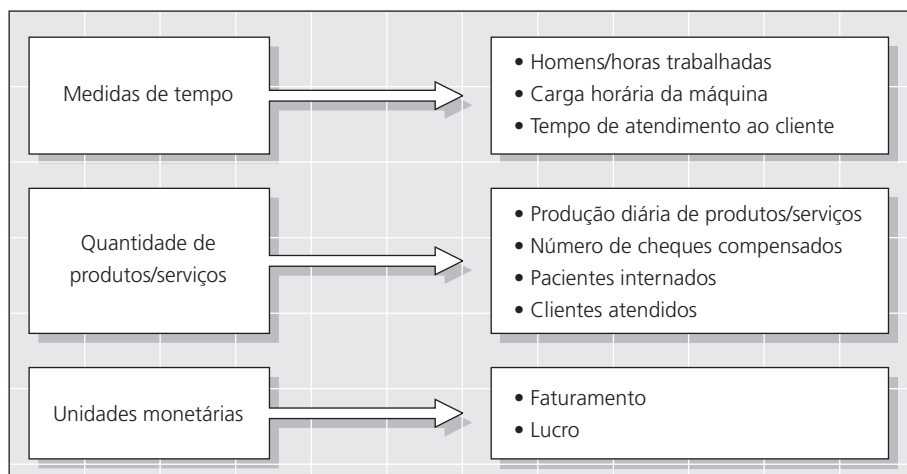 Medidas de tempo
• Homens/horas trabalhadas
• Carga horária da máquina
• Tempo de atendimento ao cliente
Quantidade de
produtos/serviços
• Produção diária de produtos/serviços
• Número de cheques compensados
• Pacientes internados
• Clientes atendidos
Unidades monetárias
• Faturamento
• Lucro